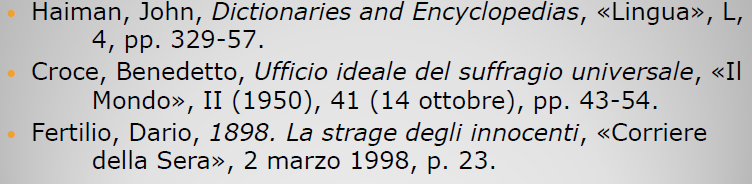 • Haiman, John, Dictionaries and Encyclopedias, «Lingua», L,
4, pp. 329-57.
• Croce, Benedetto, Ufficio ideale del suffragio universale, «Il
Mondo», II (1950), 41 (14 ottobre), pp. 43-54.
• Fertilio, Dario, 1898. La strage degli innocenti, «Corriere
della Sera», 2 marzo 1998, p. 23.